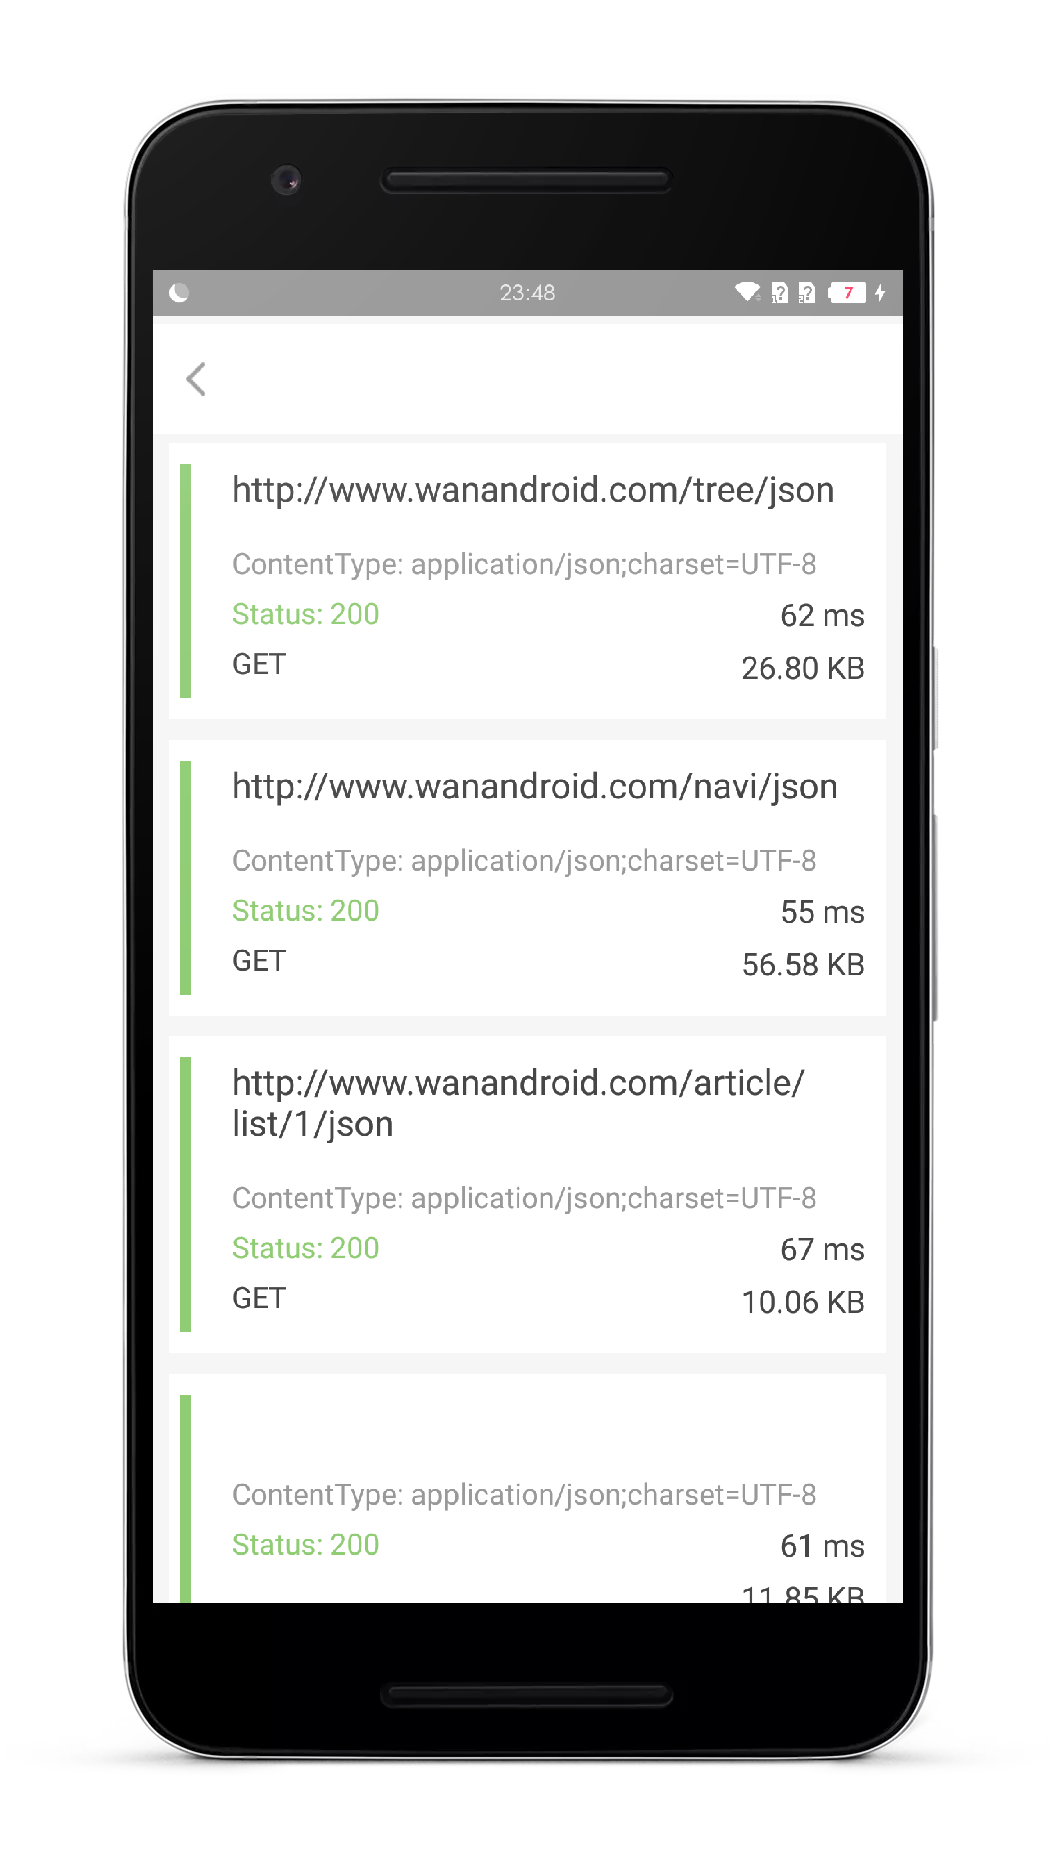 23:48
7
http://www.wanandroid.com/tree/json
ContentType: application/json;charset=UTF-8
Status: 200
62 ms
GET
26.80 KB
http://www.wanandroid.com/navi/json
ContentType: application/json;charset=UTF-8
Status: 200
55 ms
GET
56.58 KB
http://www.wanandroid.com/article/
list/1/json
ContentType: application/json;charset=UTF-8
Status: 200
67 ms
GET
10.06 KB
ContentType: application/json;charset=UTF-8
Status: 200
61 ms
11.85 KB